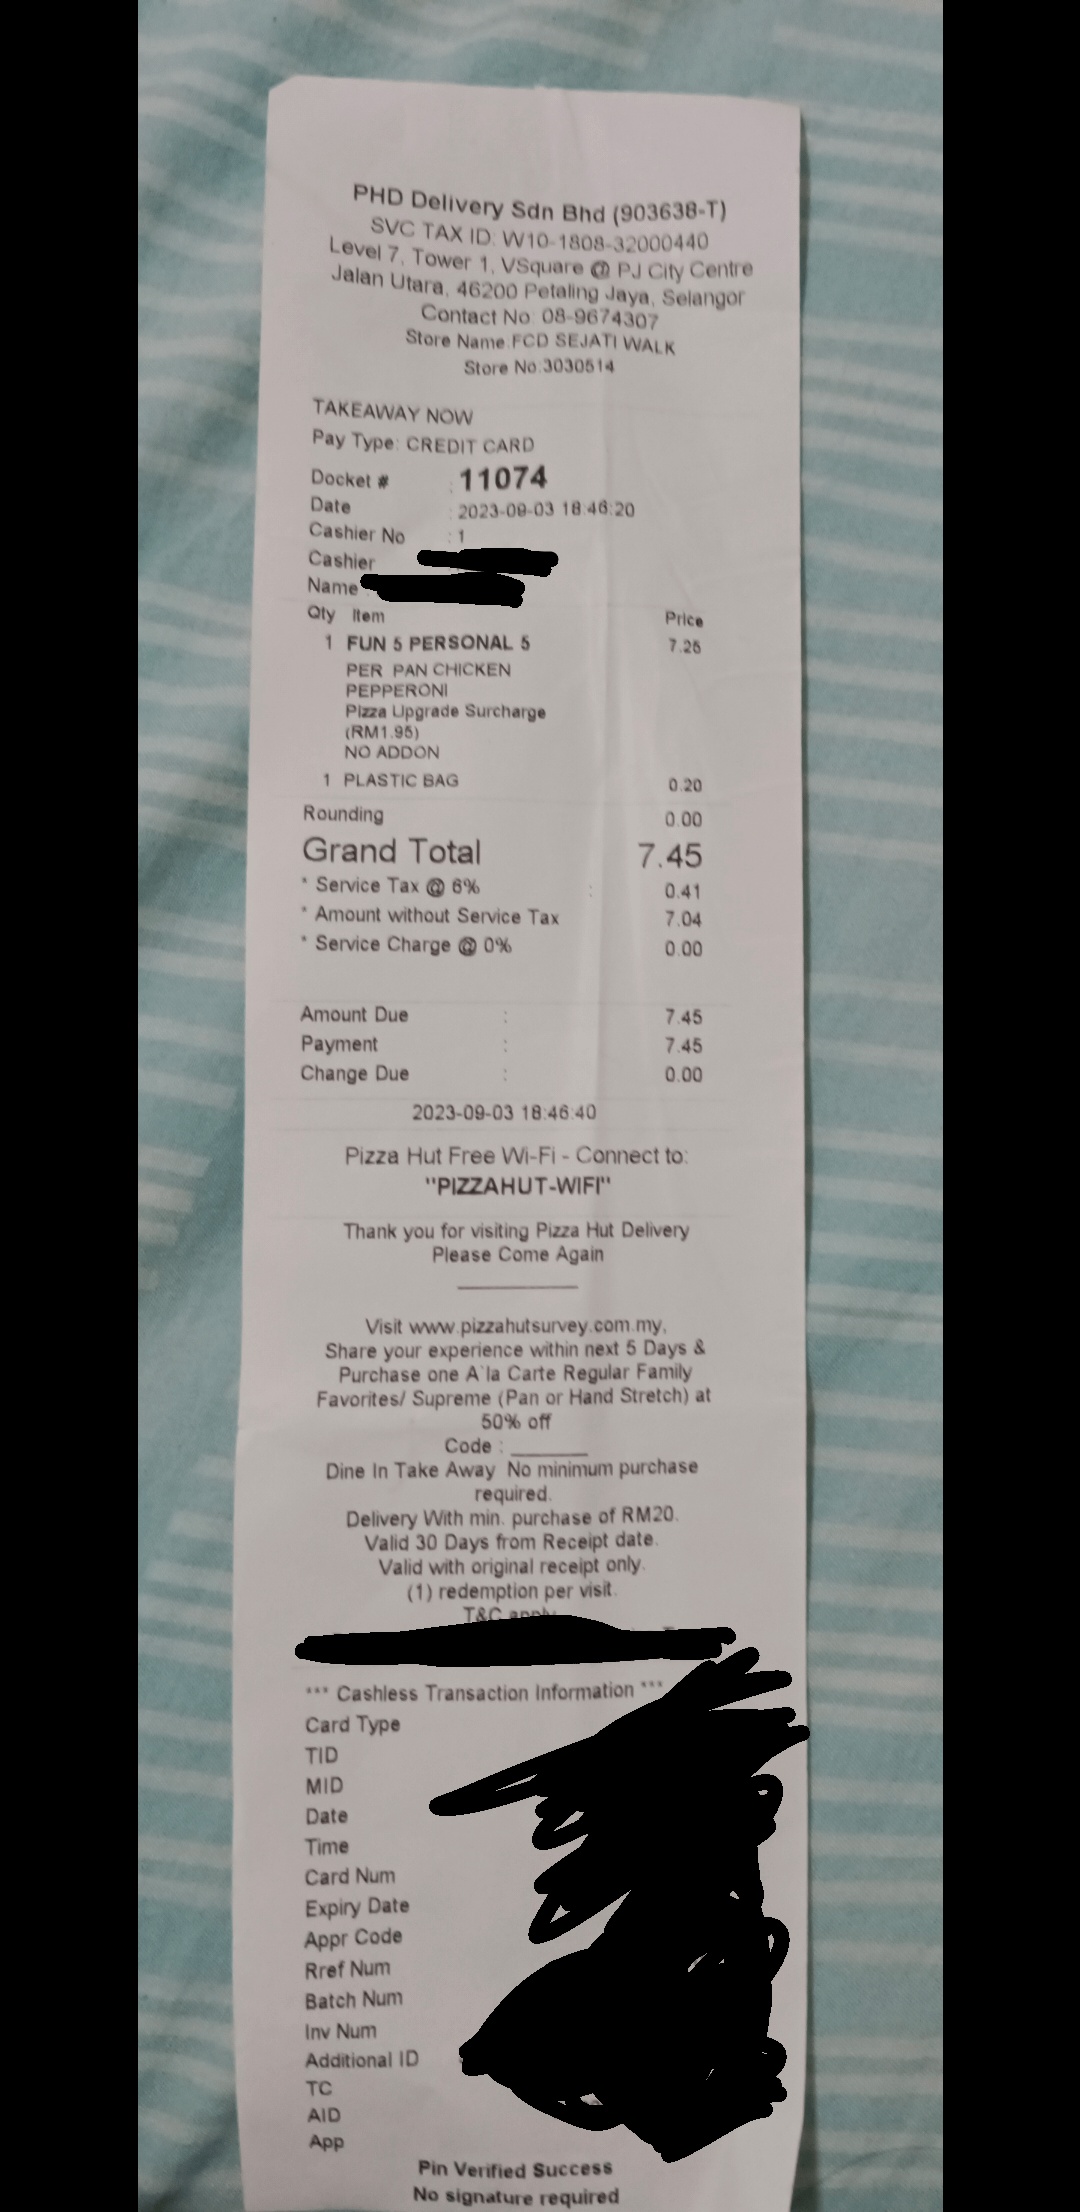 PHD Delivery Sdn Bhd (903638-T)
SVC TAX ID: W10-1808-32000440
Level 7, Tower 1, VSquare @ PJ City Centre
Jalan Utara, 46200 Petaling Jaya, Selangor
Contact No: 08-9674307
Store Name:FCD SEJATI WALK
Store No:3030514
TAKEAWAY NOW
Pay Type: CREDIT CARD
Docket # : 11074
Date : 2023-09-03 18:46:20
Cashier No : 1
Cashier
Name
Qty Item Price
1 FUN 5 PERSONAL 5 7.25
PER PAN CHICKEN
PEPPERONI
Pizza Upgrade Surcharge
(RM1.95)
NO ADDON
1 PLASTIC BAG 0.20
Rounding 0.00
Grand Total 7.45
* Service Tax @ 6% : 0.41
* Amount without Service Tax 7.04
* Service Charge @ 0% 0.00
Amount Due : 7.45
Payment : 7.45
Change Due : 0.00
2023-09-03 18:46:40
Pizza Hut Free Wi-Fi - Connect to:
"PIZZAHUT-WIFI"
Thank you for visiting Pizza Hut Delivery
Please Come Again
Visit www.pizzahutsurvey.com.my,
Share your experience within next 5 Days &
Purchase one A`la Carte Regular Family
Favorites/ Supreme (Pan or Hand Stretch) at
50% off
Code : ______
Dine In Take Away No minimum purchase
required.
Delivery With min. purchase of RM20.
Valid 30 Days from Receipt date.
Valid with original receipt only.
(1) redemption per visit.
T&C apply
*** Cashless Transaction Information ***
Card Type
TID
MID
Date
Time
Card Num
Expiry Date
Appr Code
Rref Num
Batch Num
Inv Num
Additional ID
TC
AID
App
Pin Verified Success
No signature required